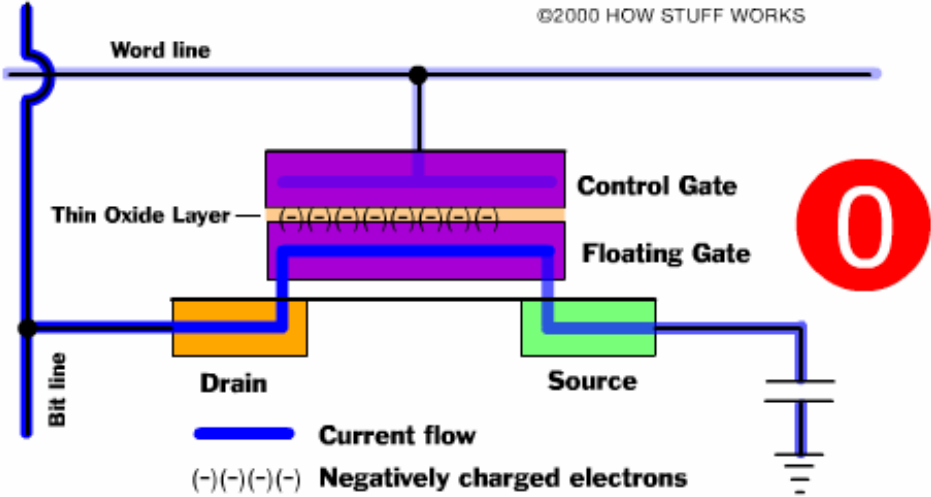 ©2000 HOW STUFF WORKS
Word line
Control Gate
Thin Oxide Layer
(-)(-)(-)(-)(-)(-)(-)(-)
Floating Gate
0
Drain
Source
Bit line
Current flow
(-)(-)(-)(-) Negatively charged electrons